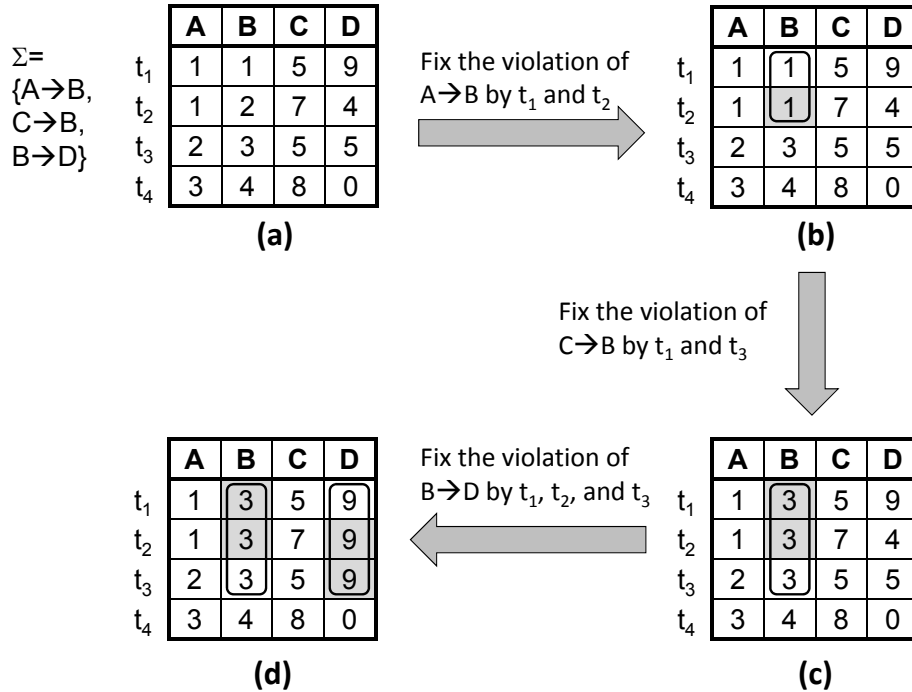 Σ=
{A→B,
C→B,
B→D}
A B C D
t1 1 1 5 9
t2 1 2 7 4
t3 2 3 5 5
t4 3 4 8 0
(a)
Fix the violation of
A→B by t1 and t2
A B C D
t1 1 1 5 9
t2 1 1 7 4
t3 2 3 5 5
t4 3 4 8 0
(b)
Fix the violation of
C→B by t1 and t3
A B C D
t1 1 3 5 9
t2 1 3 7 4
t3 2 3 5 5
t4 3 4 8 0
(c)
Fix the violation of
B→D by t1, t2, and t3
A B C D
t1 1 3 5 9
t2 1 3 7 9
t3 2 3 5 9
t4 3 4 8 0
(d)